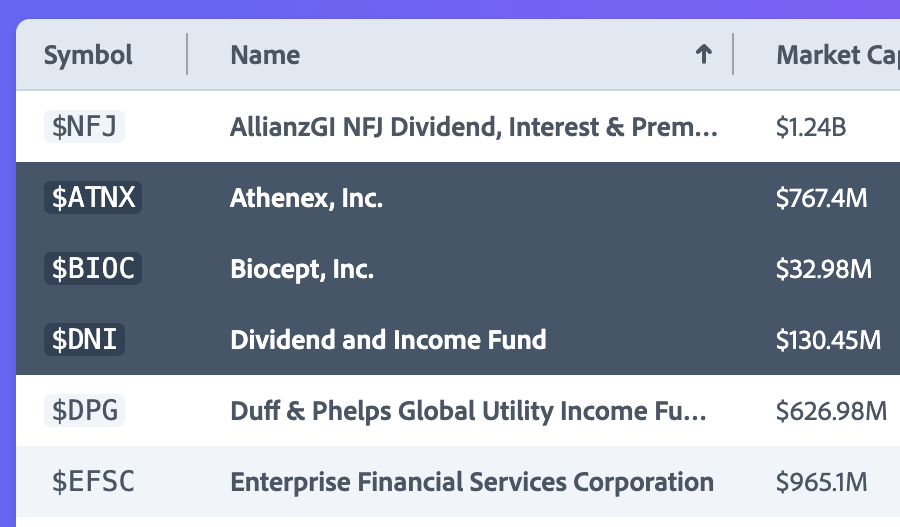 Symbol Name Market Cap
$NFJ AllianzGI NFJ Dividend, Interest & Prem... $1.24B
$ATNX Athenex, Inc. $767.4M
$BIOC Biocept, Inc. $32.98M
$DNI Dividend and Income Fund $130.45M
$DPG Duff & Phelps Global Utility Income Fu... $626.98M
$EFSC Enterprise Financial Services Corporation $965.1M